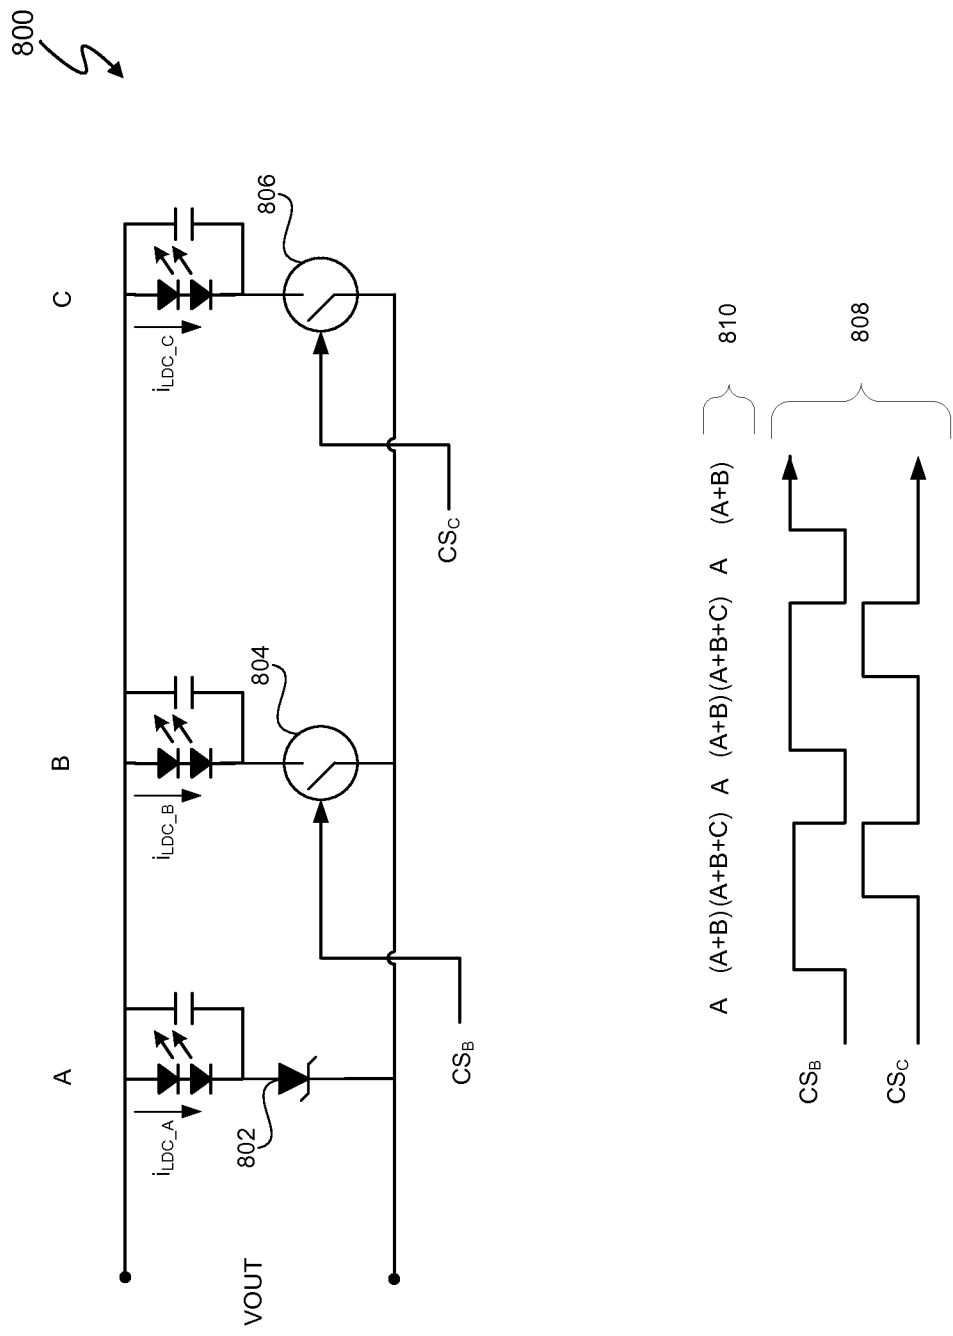 800
A
B
C
i_LDC_A
i_LDC_B
i_LDC_C
802
804
806
VOUT
CS_B
CS_C
A (A+B) (A+B+C) A (A+B) (A+B+C) A (A+B)
810
CS_B
CS_C
808